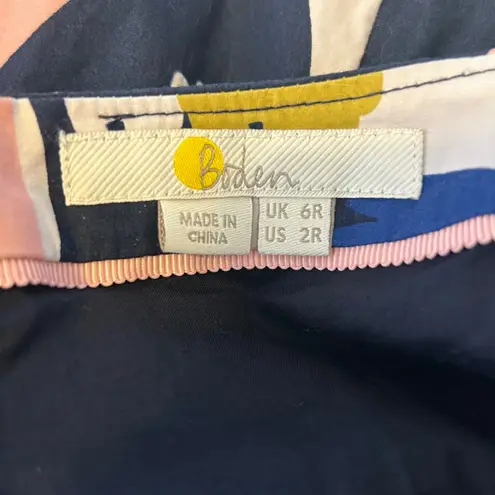 Boden
MADE IN
CHINA
UK 6R
US 2R